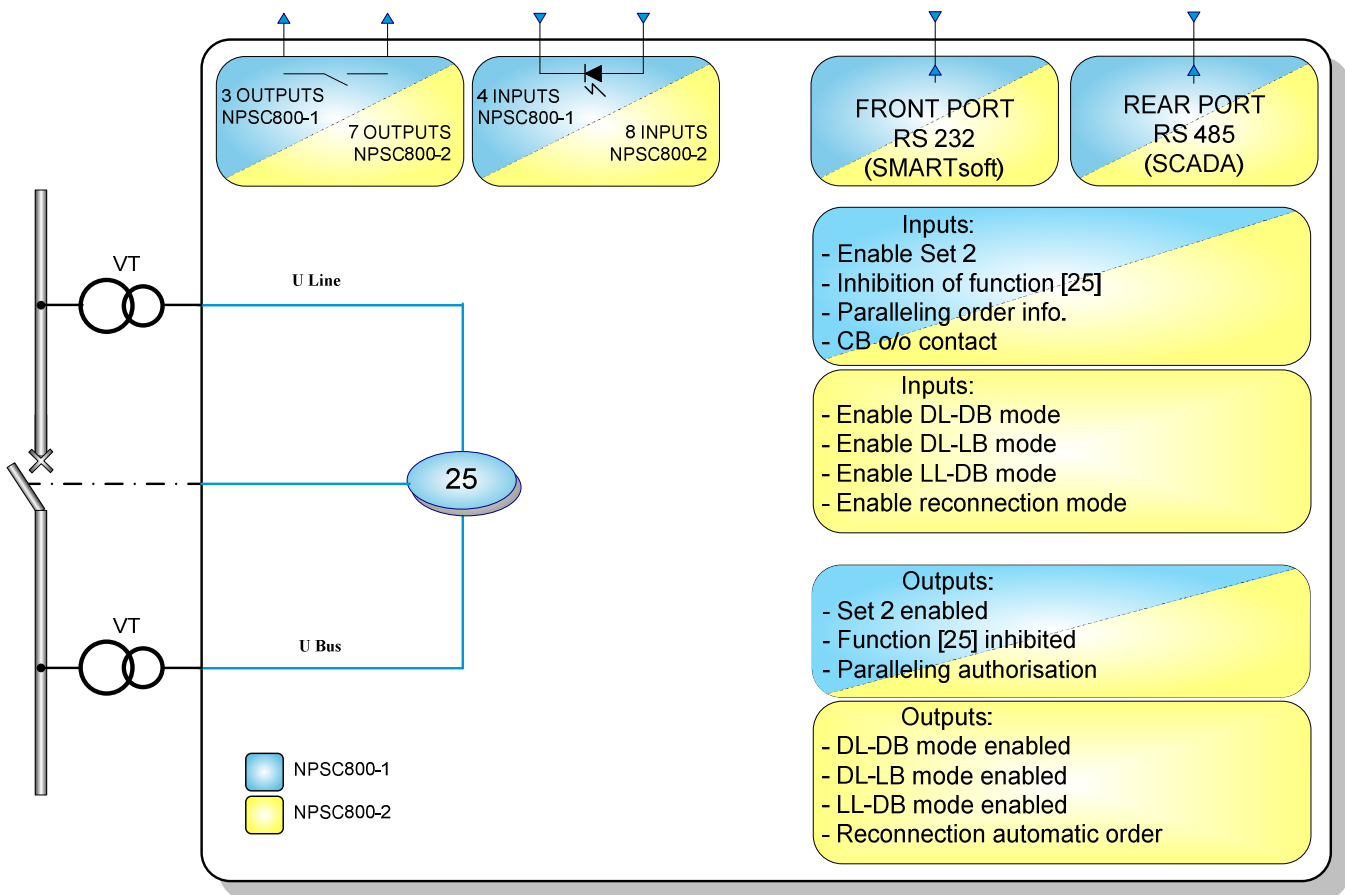 3 OUTPUTS
NPSC800-1
7 OUTPUTS
NPSC800-2
4 INPUTS
NPSC800-1
8 INPUTS
NPSC800-2
FRONT PORT
RS 232
(SMARTsoft)
REAR PORT
RS 485
(SCADA)
VT
U Line
25
VT
U Bus
Inputs:
- Enable Set 2
- Inhibition of function [25]
- Paralleling order info.
- CB o/o contact
Inputs:
- Enable DL-DB mode
- Enable DL-LB mode
- Enable LL-DB mode
- Enable reconnection mode
Outputs:
- Set 2 enabled
- Function [25] inhibited
- Paralleling authorisation
Outputs:
- DL-DB mode enabled
- DL-LB mode enabled
- LL-DB mode enabled
- Reconnection automatic order
NPSC800-1
NPSC800-2